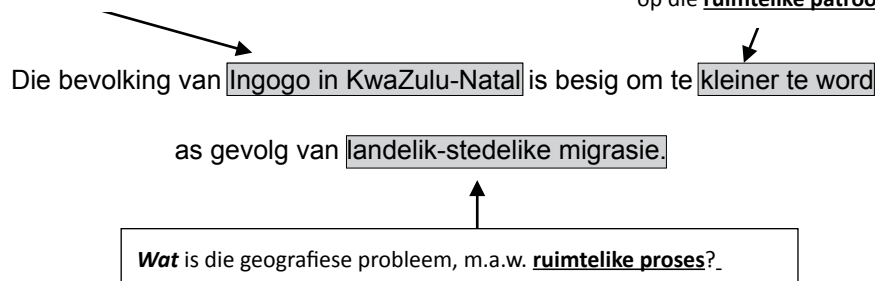 op die ruimtelike
Die bevolking van Ingogo in KwaZulu-Natal is besig om te kleiner te word
as gevolg van landelik-stedelike migrasie.
Wat is die geografiese probleem, m.a.w. ruimtelike proses?